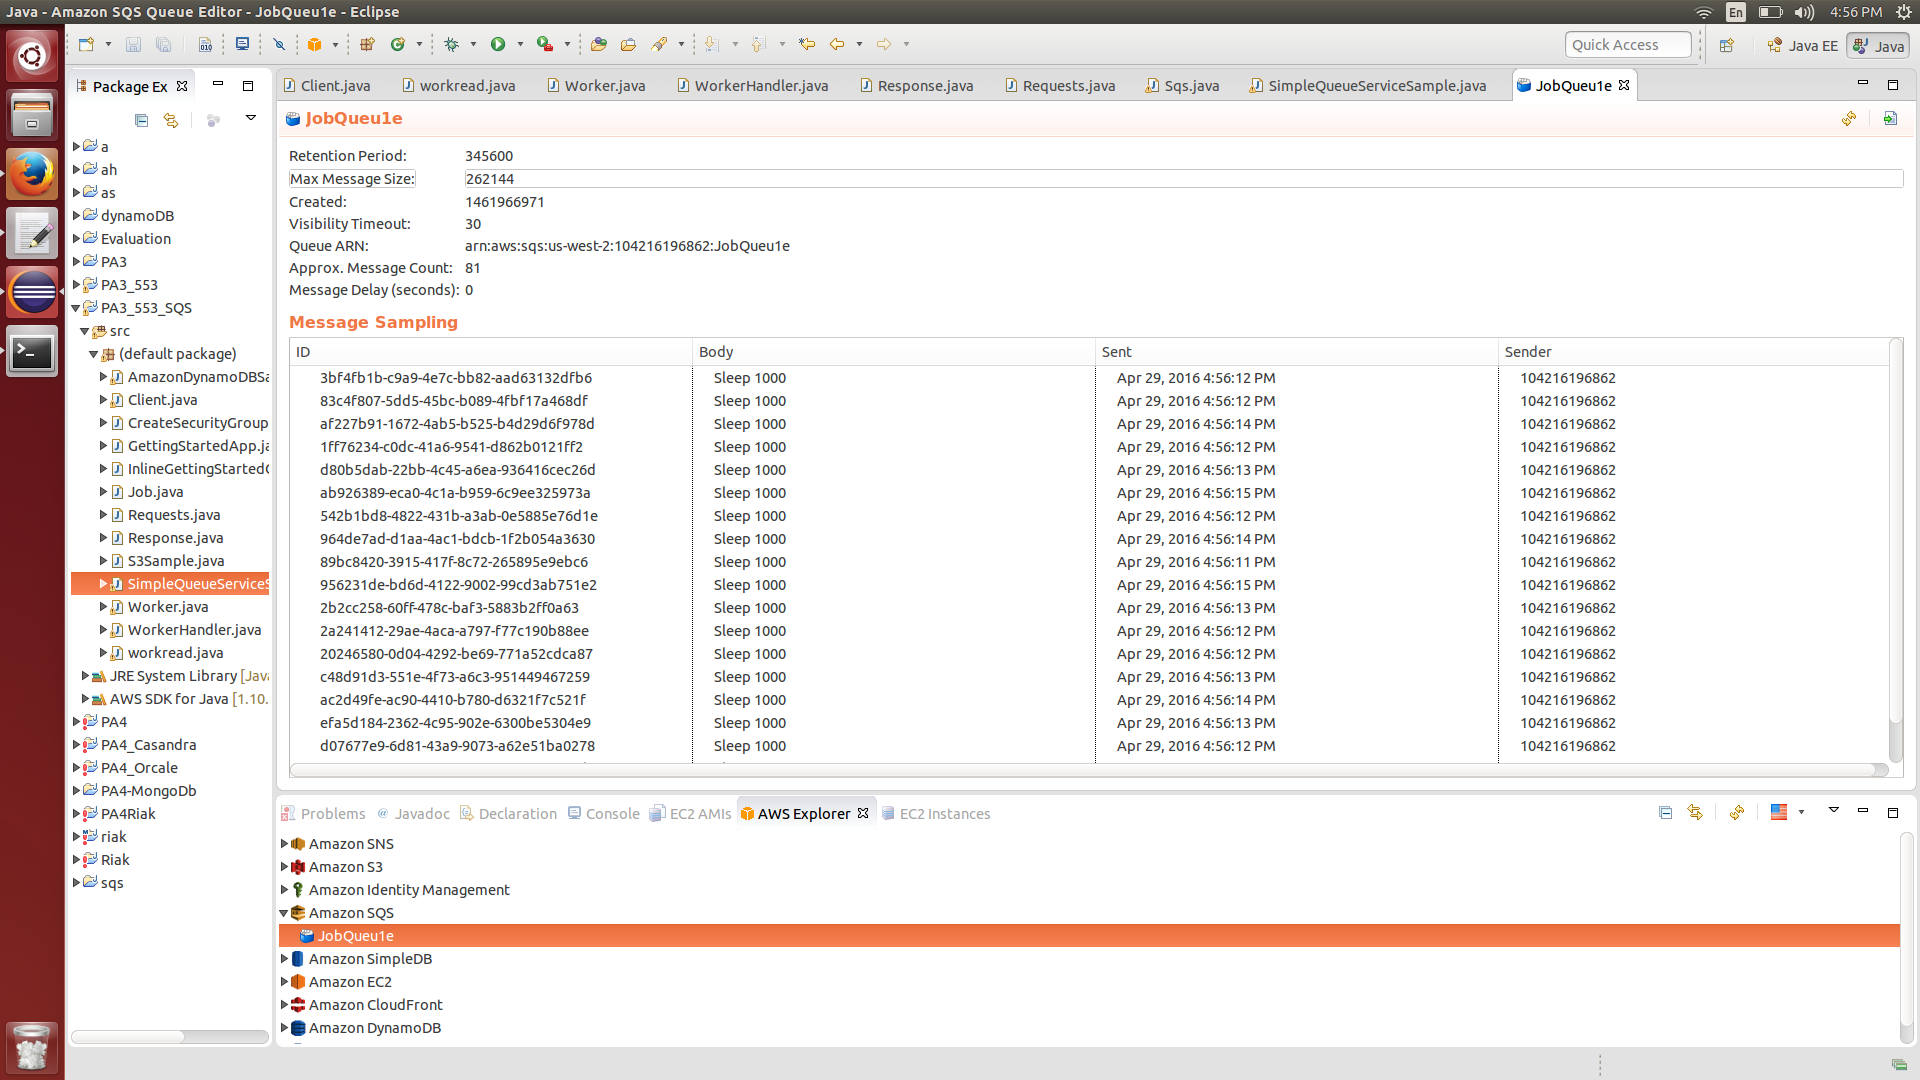 Java - Amazon SQS Queue Editor - JobQueu1e - Eclipse
En
4:56 PM
Quick Access
Java EE
Java
Package Ex
Client.java
workread.java
Worker.java
WorkerHandler.java
Response.java
Requests.java
Sqs.java
SimpleQueueServiceSample.java
JobQueu1e
a
ah
as
dynamoDB
Evaluation
PA3
PA3_553
PA3_553_SQS
src
(default package)
AmazonDynamoDBSa
Client.java
CreateSecurityGroup
GettingStartedApp.ja
InlineGettingStarted
Job.java
Requests.java
Response.java
S3Sample.java
SimpleQueueServiceS
Worker.java
WorkerHandler.java
workread.java
JRE System Library [Java
AWS SDK for Java [1.10.
PA4
PA4_Casandra
PA4_Orcale
PA4-MongoDb
PA4Riak
riak
Riak
sqs
JobQueu1e
Retention Period: 345600
Max Message Size: 262144
Created: 1461966971
Visibility Timeout: 30
Queue ARN: arn:aws:sqs:us-west-2:104216196862:JobQueu1e
Approx. Message Count: 81
Message Delay (seconds): 0
Message Sampling
ID Body Sent Sender
3bf4fb1b-c9a9-4e7c-bb82-aad63132dfb6 Sleep 1000 Apr 29, 2016 4:56:12 PM 104216196862
83c4f807-5dd5-45bc-b089-4fbf17a468df Sleep 1000 Apr 29, 2016 4:56:12 PM 104216196862
af227b91-1672-4ab5-b525-b4d29d6f978d Sleep 1000 Apr 29, 2016 4:56:14 PM 104216196862
1ff76234-c0dc-41a6-9541-d862b0121ff2 Sleep 1000 Apr 29, 2016 4:56:12 PM 104216196862
d80b5dab-22bb-4c45-a6ea-936416cec26d Sleep 1000 Apr 29, 2016 4:56:13 PM 104216196862
ab926389-eca0-4c1a-b959-6c9ee325973a Sleep 1000 Apr 29, 2016 4:56:15 PM 104216196862
542b1bd8-4822-431b-a3ab-0e5885e76d1e Sleep 1000 Apr 29, 2016 4:56:12 PM 104216196862
964de7ad-d1aa-4ac1-bdcb-1f2b054a3630 Sleep 1000 Apr 29, 2016 4:56:14 PM 104216196862
89bc8420-3915-417f-8c72-265895e9ebc6 Sleep 1000 Apr 29, 2016 4:56:11 PM 104216196862
956231de-bd6d-4122-9002-99cd3ab751e2 Sleep 1000 Apr 29, 2016 4:56:15 PM 104216196862
2b2cc258-60ff-478c-baf3-5883b2ff0a63 Sleep 1000 Apr 29, 2016 4:56:13 PM 104216196862
2a241412-29ae-4aca-a797-f77c190b88ee Sleep 1000 Apr 29, 2016 4:56:12 PM 104216196862
20246580-0d04-4292-be69-771a52cdca87 Sleep 1000 Apr 29, 2016 4:56:12 PM 104216196862
c48d91d3-551e-4f73-a6c3-951449467259 Sleep 1000 Apr 29, 2016 4:56:13 PM 104216196862
ac2d49fe-ac90-4410-b780-d6321f7c521f Sleep 1000 Apr 29, 2016 4:56:14 PM 104216196862
efa5d184-2362-4c95-902e-6300be5304e9 Sleep 1000 Apr 29, 2016 4:56:13 PM 104216196862
d07677e9-6d81-43a9-9073-a62e51ba0278 Sleep 1000 Apr 29, 2016 4:56:12 PM 104216196862
Problems
Javadoc
Declaration
Console
EC2 AMIs
AWS Explorer
EC2 Instances
Amazon SNS
Amazon S3
Amazon Identity Management
Amazon SQS
JobQueu1e
Amazon SimpleDB
Amazon EC2
Amazon CloudFront
Amazon DynamoDB